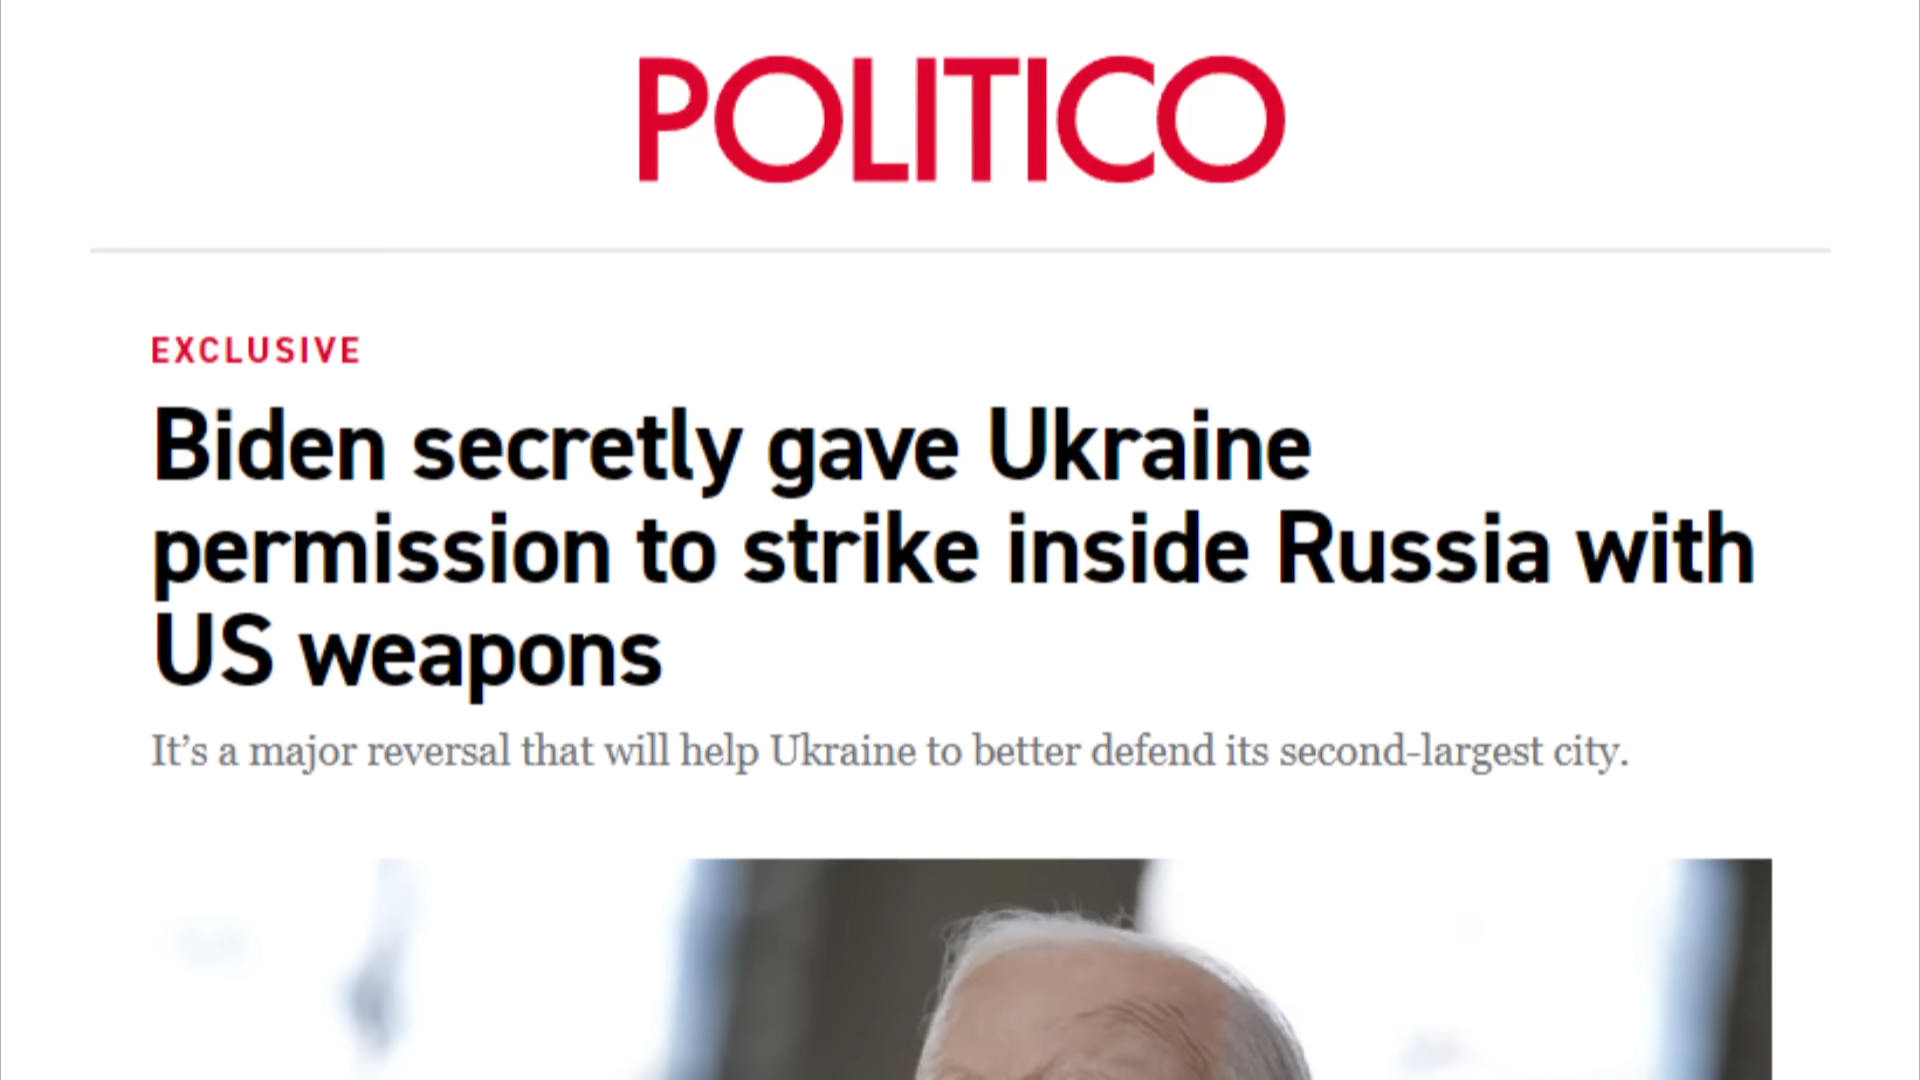 POLITICO
EXCLUSIVE
Biden secretly gave Ukraine
permission to strike inside Russia with
US weapons
It’s a major reversal that will help Ukraine to better defend its second-largest city.